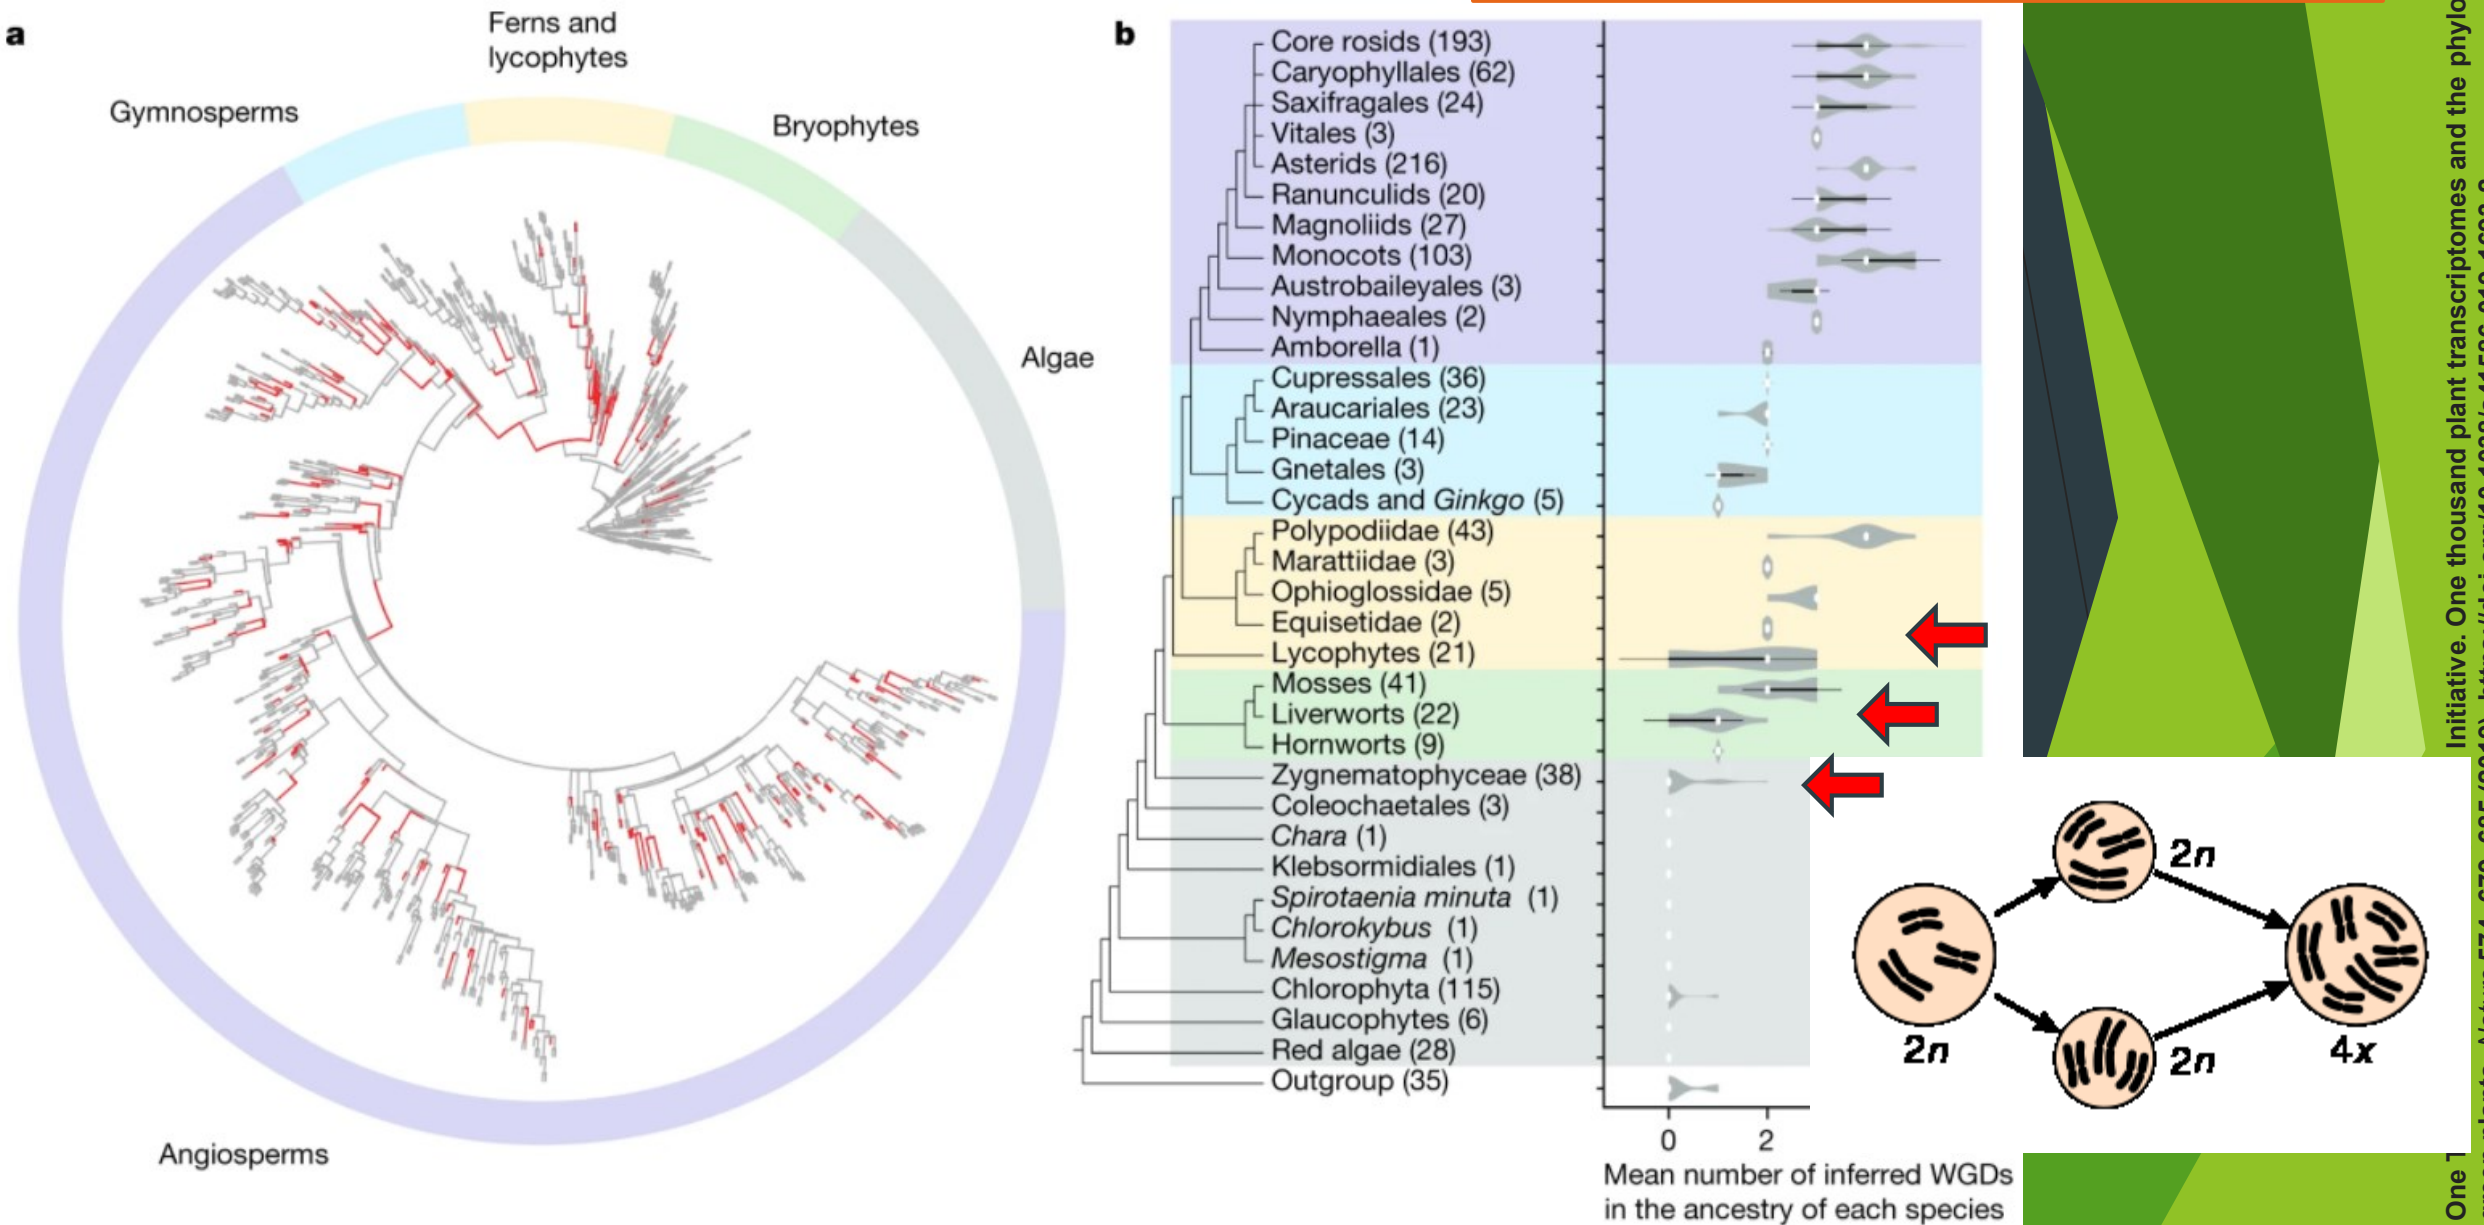 a
Ferns and
lycophytes
Gymnosperms
Bryophytes
Algae
Angiosperms
b
Core rosids (193)
Caryophyllales (62)
Saxifragales (24)
Vitales (3)
Asterids (216)
Ranunculids (20)
Magnoliids (27)
Monocots (103)
Austrobaileyales (3)
Nymphaeales (2)
Amborella (1)
Cupressales (36)
Araucariales (23)
Pinaceae (14)
Gnetales (3)
Cycads and Ginkgo (5)
Polypodiidae (43)
Marattiidae (3)
Ophioglossidae (5)
Equisetidae (2)
Lycophytes (21)
Mosses (41)
Liverworts (22)
Hornworts (9)
Zygnematophyceae (38)
Coleochaetales (3)
Chara (1)
Klebsormidiales (1)
Spirotaenia minuta (1)
Chlorokybus (1)
Mesostigma (1)
Chlorophyta (115)
Glaucophytes (6)
Red algae (28)
Outgroup (35)
0 2
Mean number of inferred WGDs
in the ancestry of each species
2n
2n
2n
4x
One
Initiative. One thousand plant transcriptomes and the